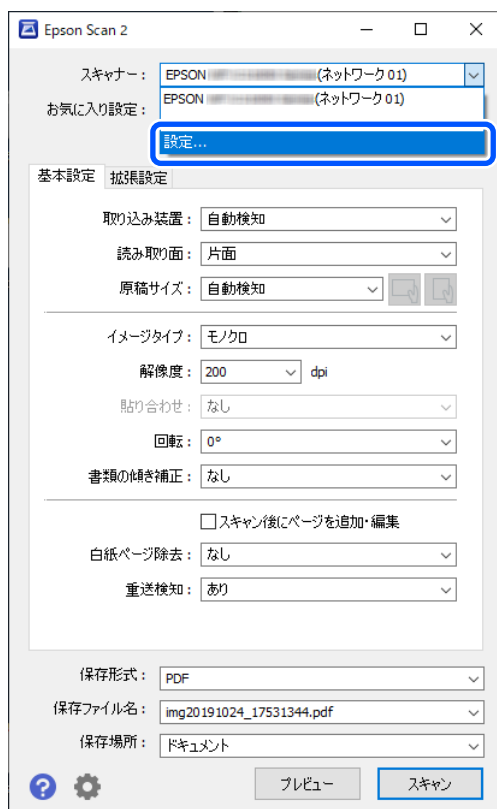 Epson Scan 2
スキャナー： EPSON (ネットワーク 01)
EPSON (ネットワーク 01)
お気に入り設定：
設定...
基本設定 拡張設定
取り込み装置： 自動検知
読み取り面： 片面
原稿サイズ： 自動検知
イメージタイプ： モノクロ
解像度： 200 dpi
貼り合わせ： なし
回転： 0°
書類の傾き補正： なし
スキャン後にページを追加・編集
白紙ページ除去： なし
重送検知： あり
保存形式： PDF
保存ファイル名： img20191024_17531344.pdf
保存場所： ドキュメント
? プレビュー スキャン